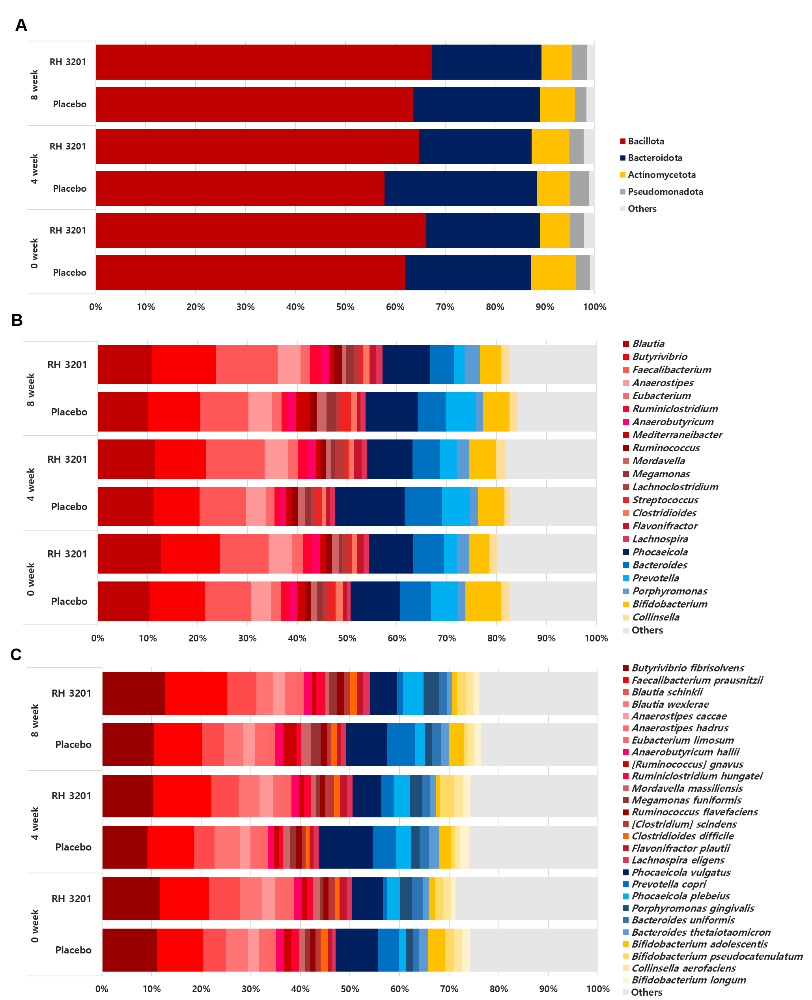 A
8 week
RH 3201
Placebo
4 week
RH 3201
Placebo
0 week
RH 3201
Placebo
0% 10% 20% 30% 40% 50% 60% 70% 80% 90% 100%
Bacillota
Bacteroidota
Actinomycetota
Pseudomonadota
Others
B
8 week
RH 3201
Placebo
4 week
RH 3201
Placebo
0 week
RH 3201
Placebo
0% 10% 20% 30% 40% 50% 60% 70% 80% 90% 100%
Blautia
Butyrivibrio
Faecalibacterium
Anaerostipes
Eubacterium
Ruminiclostridium
Anaerobutyricum
Mediterraneibacter
Ruminococcus
Mordavella
Megamonas
Lachnoclostridium
Streptococcus
Clostridioides
Flavonifractor
Lachnospira
Phocaeicola
Bacteroides
Prevotella
Porphyromonas
Bifidobacterium
Collinsella
Others
C
8 week
RH 3201
Placebo
4 week
RH 3201
Placebo
0 week
RH 3201
Placebo
0% 10% 20% 30% 40% 50% 60% 70% 80% 90% 100%
Butyrivibrio fibrisolvens
Faecalibacterium prausnitzii
Blautia schinkii
Blautia wexlerae
Anaerostipes caccae
Anaerostipes hadrus
Eubacterium limosum
Anaerobutyricum hallii
[Ruminococcus] gnavus
Ruminiclostridium hungatei
Mordavella massiliensis
Megamonas funiformis
Ruminococcus flavefaciens
[Clostridium] scindens
Clostridioides difficile
Flavonifractor plautii
Lachnospira eligens
Phocaeicola vulgatus
Prevotella copri
Phocaeicola plebeius
Porphyromonas gingivalis
Bacteroides uniformis
Bacteroides thetaiotaomicron
Bifidobacterium adolescentis
Bifidobacterium pseudocatenulatum
Collinsella aerofaciens
Bifidobacterium longum
Others